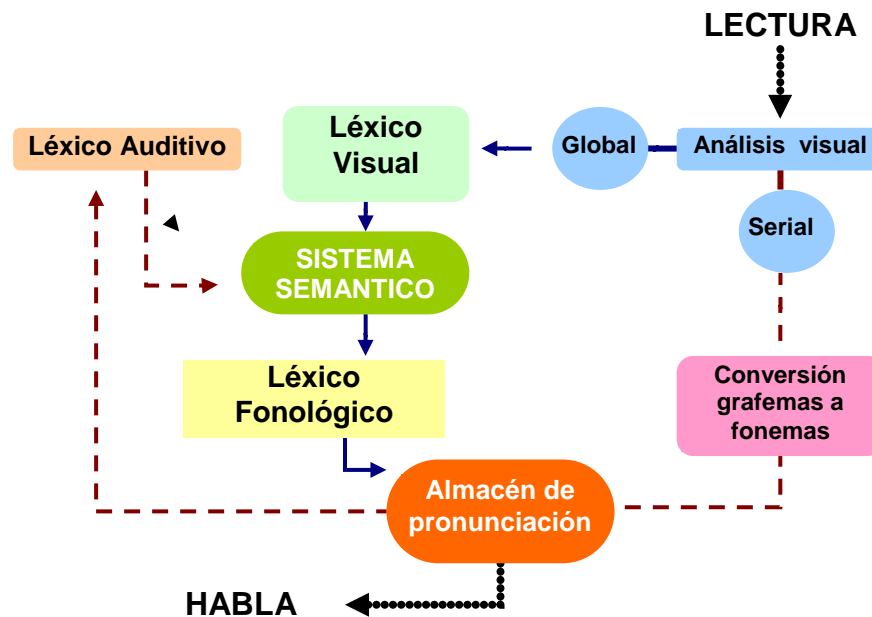 LECTURA
Léxico Auditivo
Léxico
Visual
Global
Análisis visual
Serial
SISTEMA
SEMANTICO
Léxico
Fonológico
Conversión
grafemas a
fonemas
Almacén de
pronunciación
HABLA